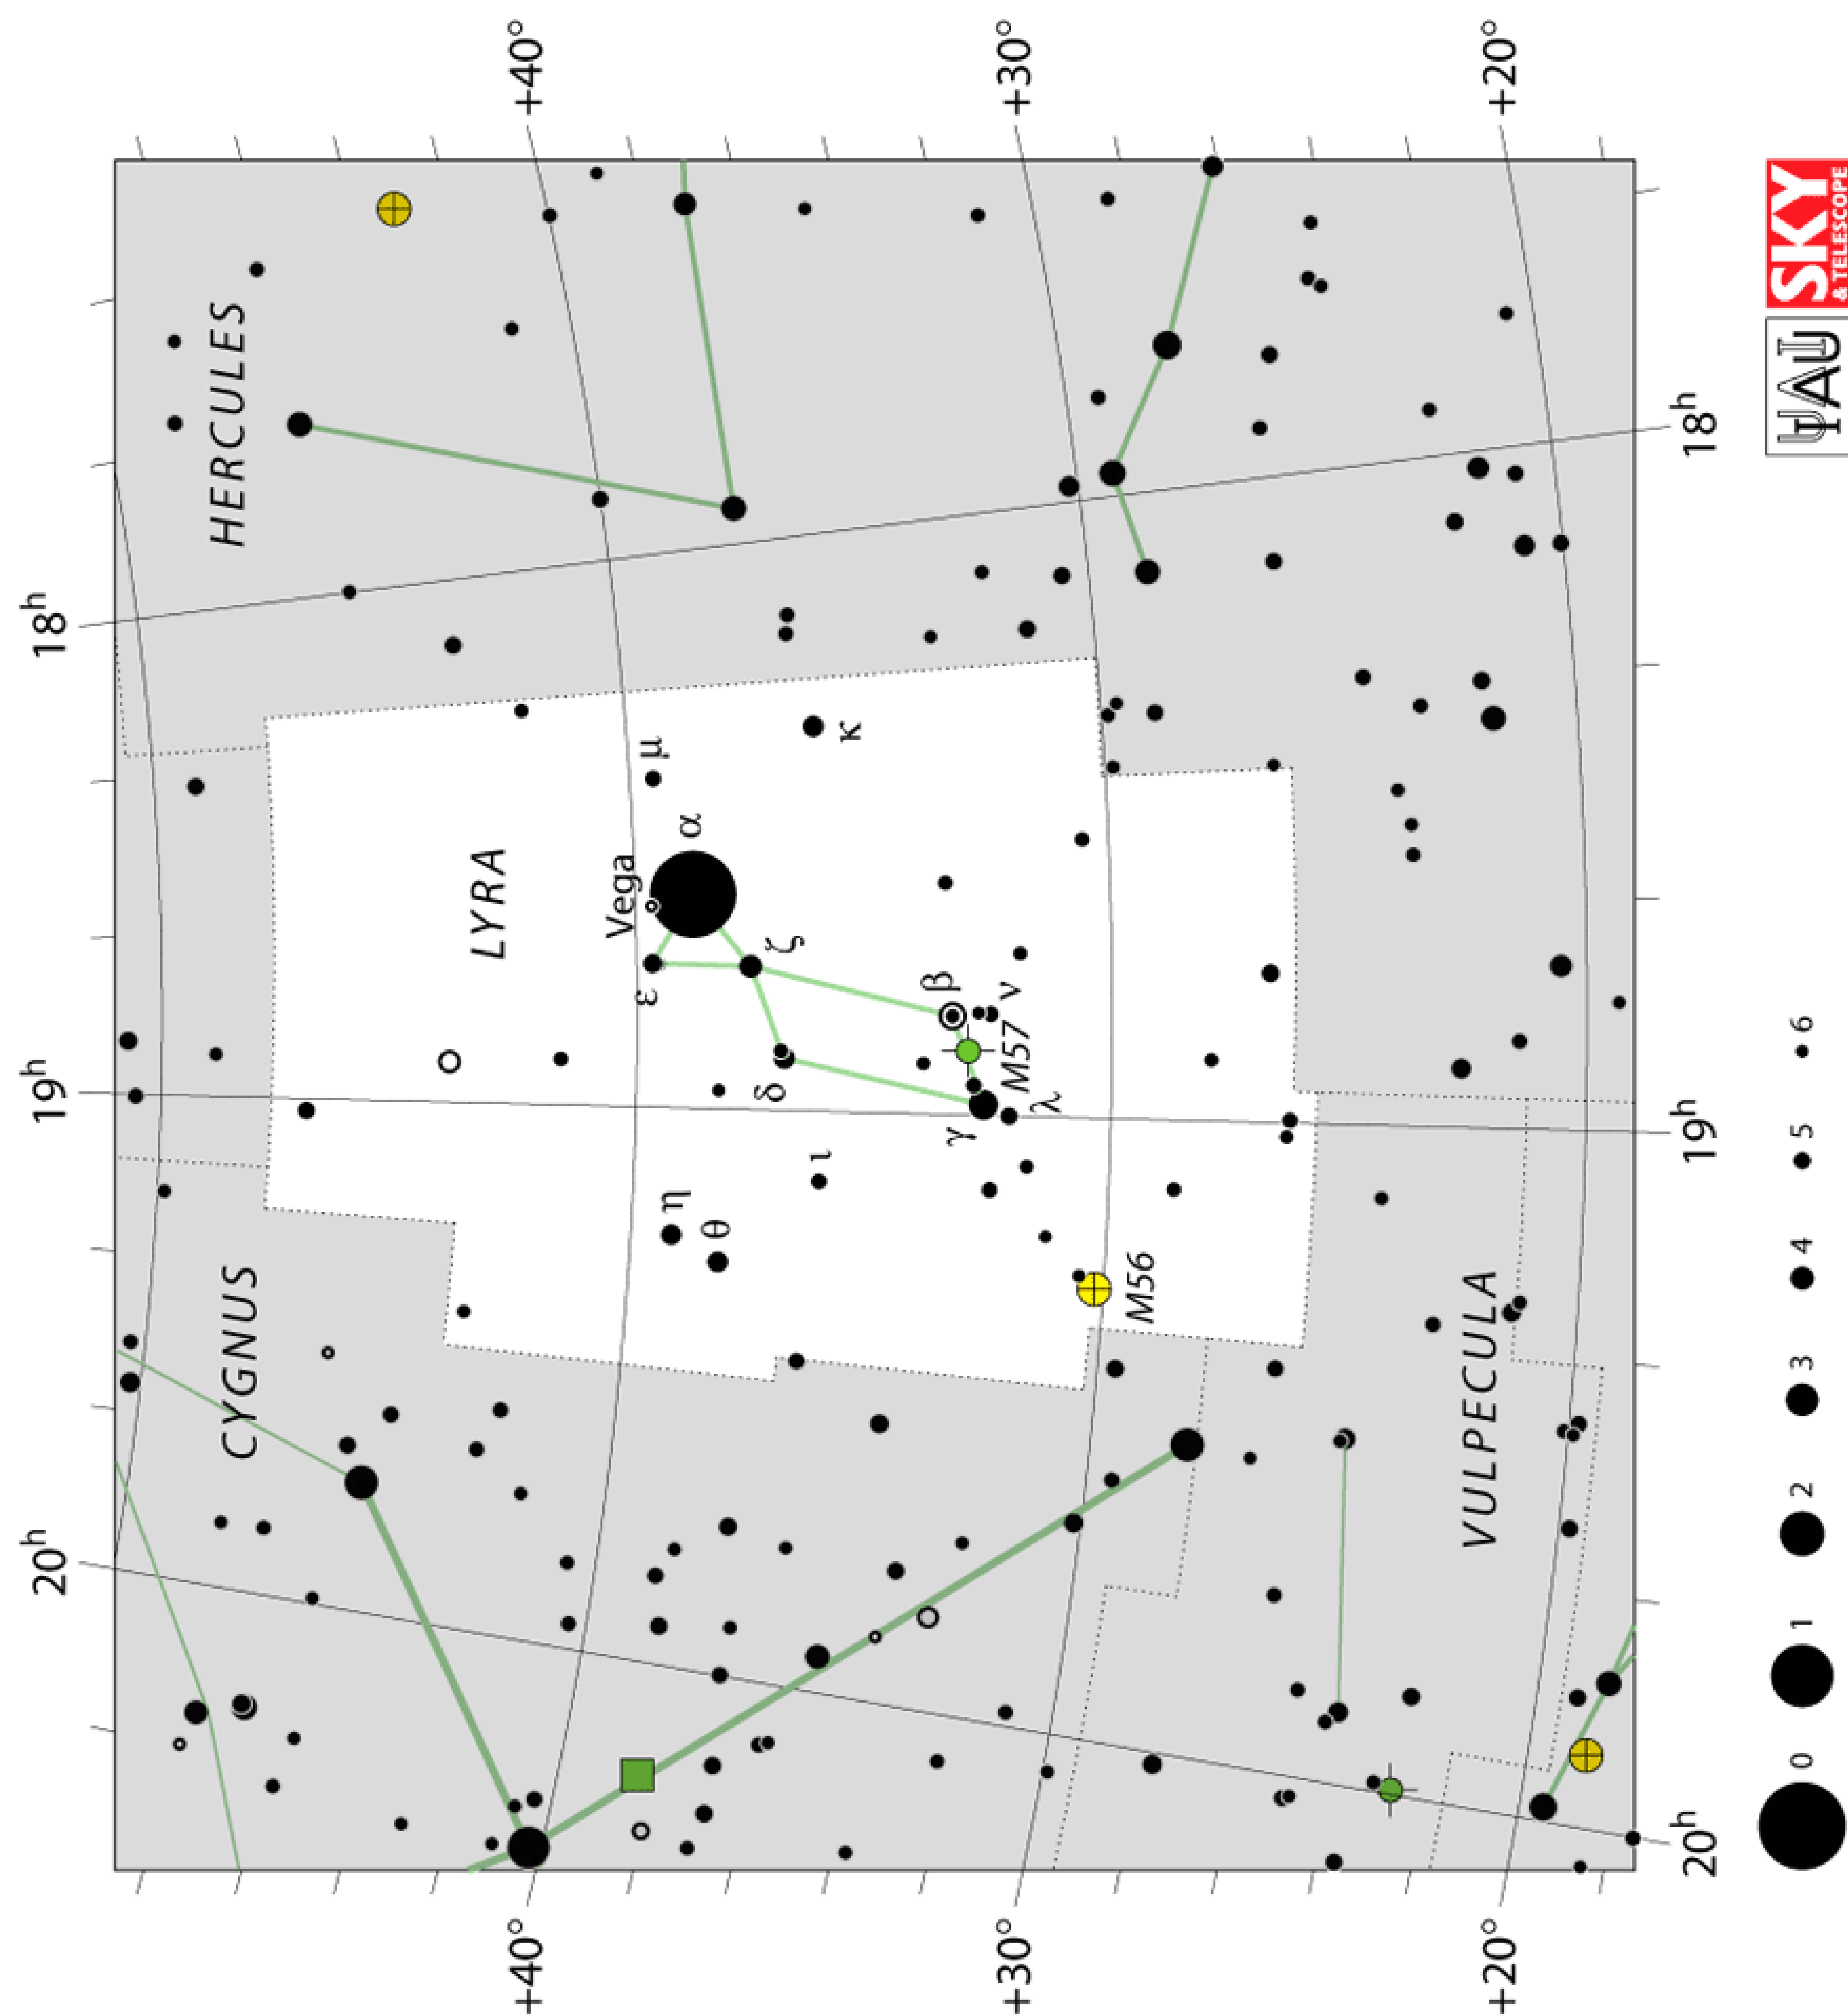 20ʰ
19ʰ
18ʰ
+40°
+30°
+20°
+40°
+30°
+20°
CYGNUS
HERCULES
LYRA
VULPECULA
Vega
α
μ
κ
ε
ζ
δ
β
ν
M57
γ
λ
ι
η
θ
M56
20ʰ
19ʰ
18ʰ
0 1 2 3 4 5 6
IAU
SKY
& TELESCOPE